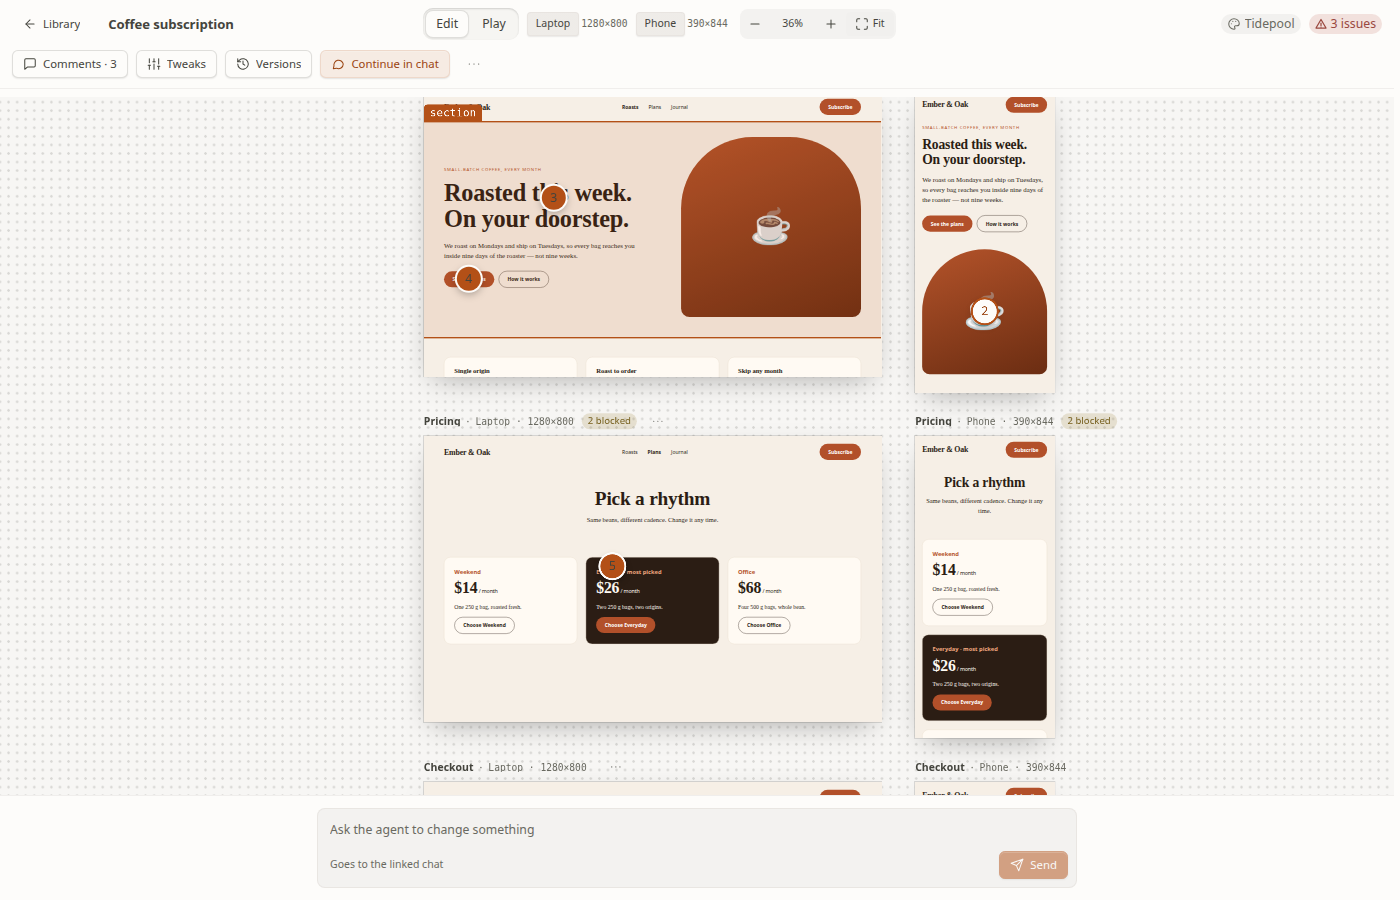 Library
Coffee subscription
Edit
Play
Laptop
1280×800
Phone
390×844
36%
Fit
Tidepool
3 issues
Comments · 3
Tweaks
Versions
Continue in chat
section
Roasts
Plans
Journal
Subscribe
SMALL-BATCH COFFEE, EVERY MONTH
Roasted this week.
3
On your doorstep.
We roast on Mondays and ship on Tuesdays, so every bag reaches you
inside nine days of the roaster — not nine weeks.
4
How it works
Single origin
Roast to order
Skip any month
Ember & Oak
Subscribe
SMALL-BATCH COFFEE, EVERY MONTH
Roasted this week.
On your doorstep.
We roast on Mondays and ship on Tuesdays,
so every bag reaches you inside nine days of
the roaster — not nine weeks.
See the plans
How it works
2
Pricing · Laptop · 1280×800
2 blocked
Pricing · Phone · 390×844
2 blocked
Ember & Oak
Roasts
Plans
Journal
Subscribe
Pick a rhythm
Same beans, different cadence. Change it any time.
Weekend
$14 / month
One 250 g bag, roasted fresh.
Choose Weekend
5
most picked
$26 / month
Two 250 g bags, two origins.
Choose Everyday
Office
$68 / month
Four 500 g bags, whole bean.
Choose Office
Ember & Oak
Subscribe
Pick a rhythm
Same beans, different cadence. Change it any
time.
Weekend
$14 / month
One 250 g bag, roasted fresh.
Choose Weekend
Everyday · most picked
$26 / month
Two 250 g bags, two origins.
Choose Everyday
Checkout · Laptop · 1280×800
Checkout · Phone · 390×844
Ember & Oak
Ask the agent to change something
Goes to the linked chat
Send